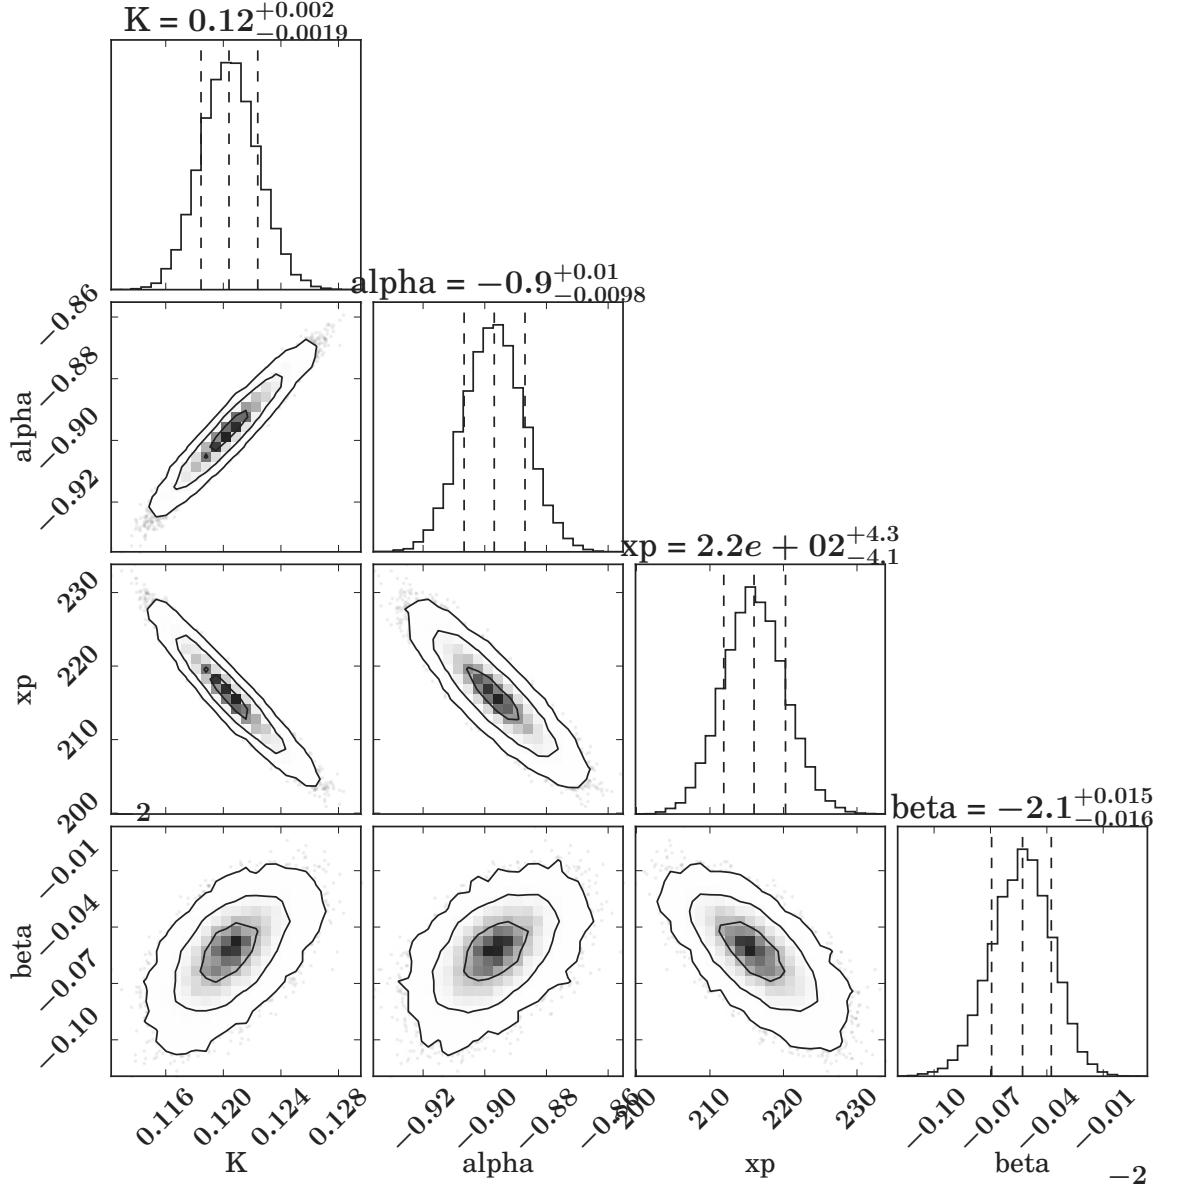 K = 0.12+0.002−0.0019
alpha = −0.9+0.01−0.0098
−0.86
−0.88
−0.90
−0.92
alpha
xp = 2.2e + 02+4.3−4.1
230
220
210
200
xp
beta = −2.1+0.015−0.016
2
−0.01
−0.04
−0.07
−0.10
beta
0.116 0.120 0.124 0.128
K
−0.92 −0.90 −0.88 −0.86
alpha
200 210 220 230
xp
−0.10 −0.07 −0.04 −0.01
beta
−2